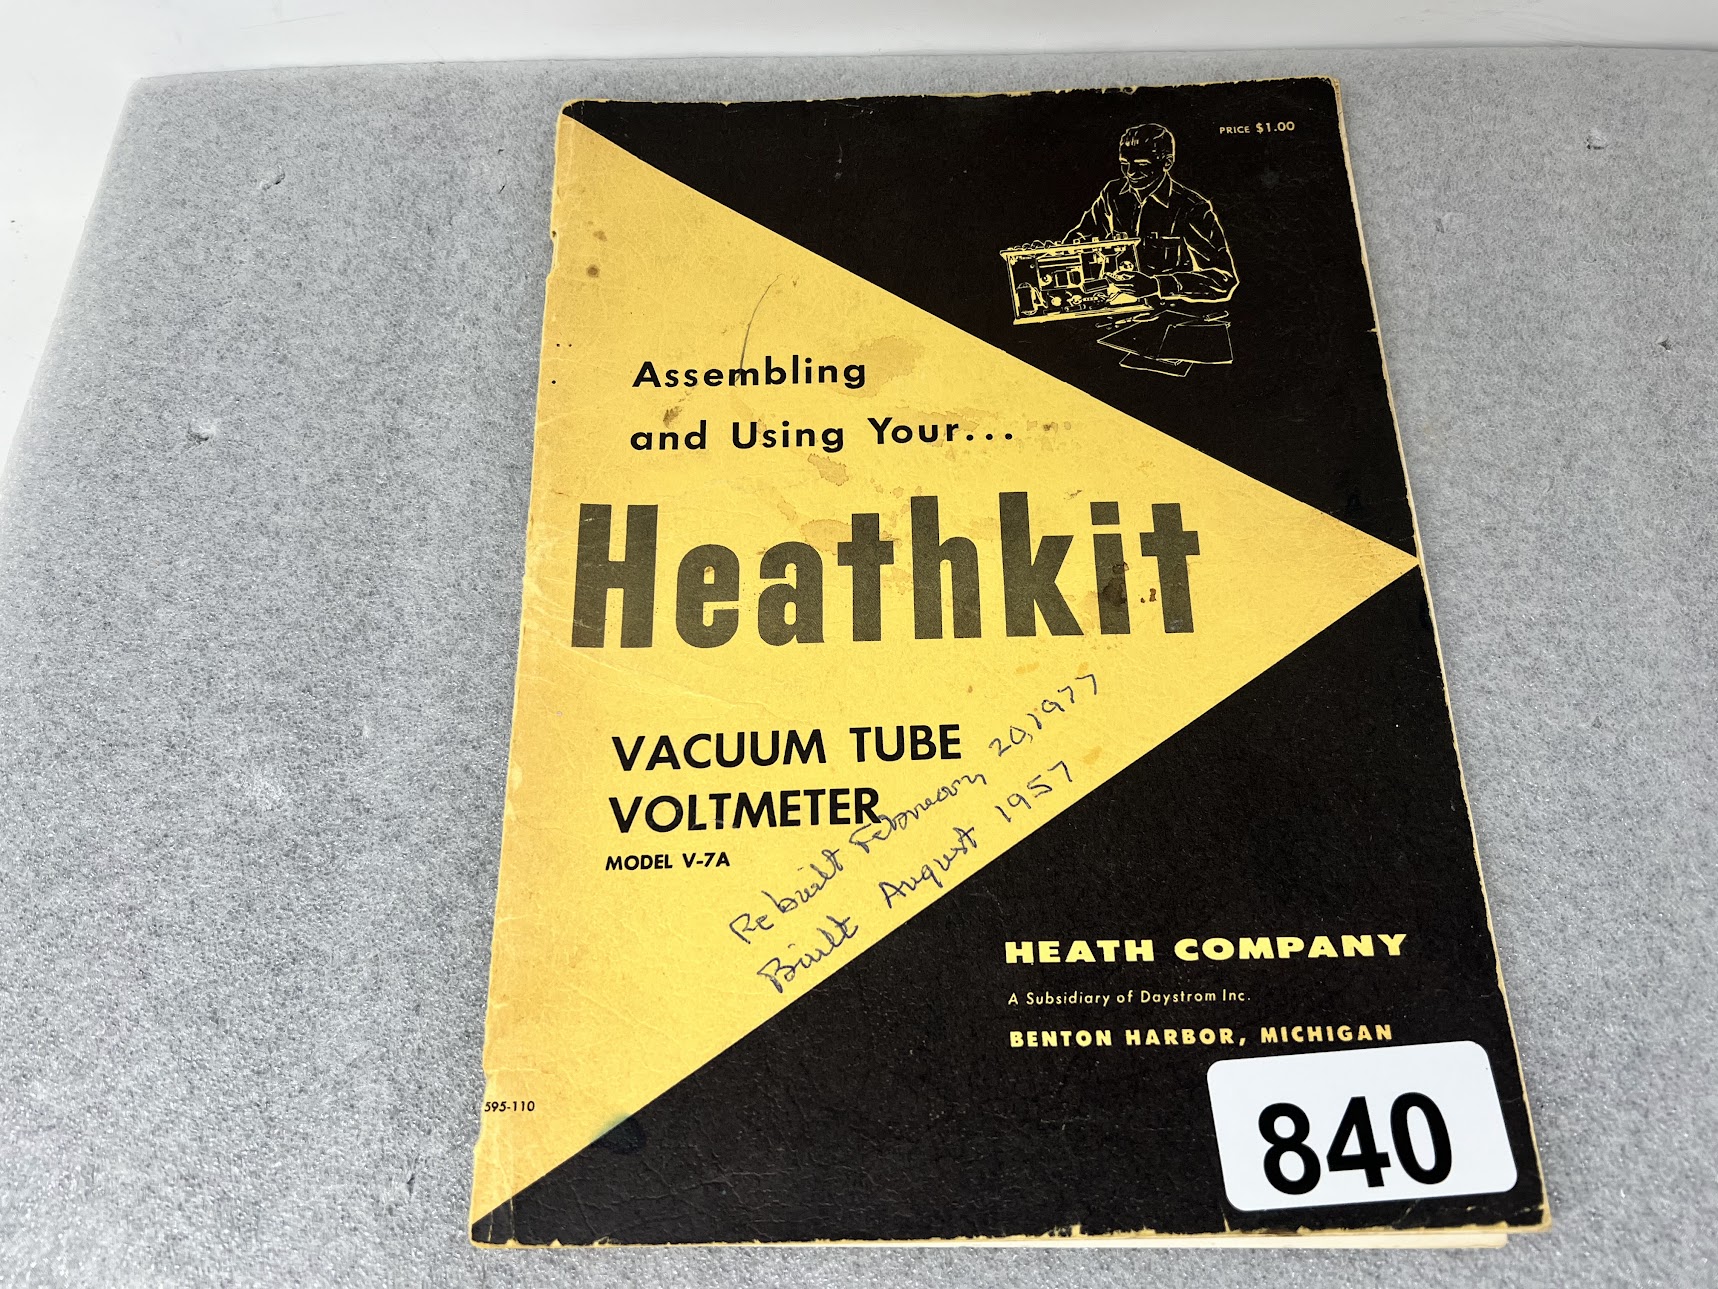 PRICE $1.00
Assembling
and Using Your...
Heathkit
VACUUM TUBE
VOLTMETER
MODEL V-7A
Rebuilt February 20, 1977
Built August 1957
HEATH COMPANY
A Subsidiary of Daystrom Inc.
BENTON HARBOR, MICHIGAN
595-110
840